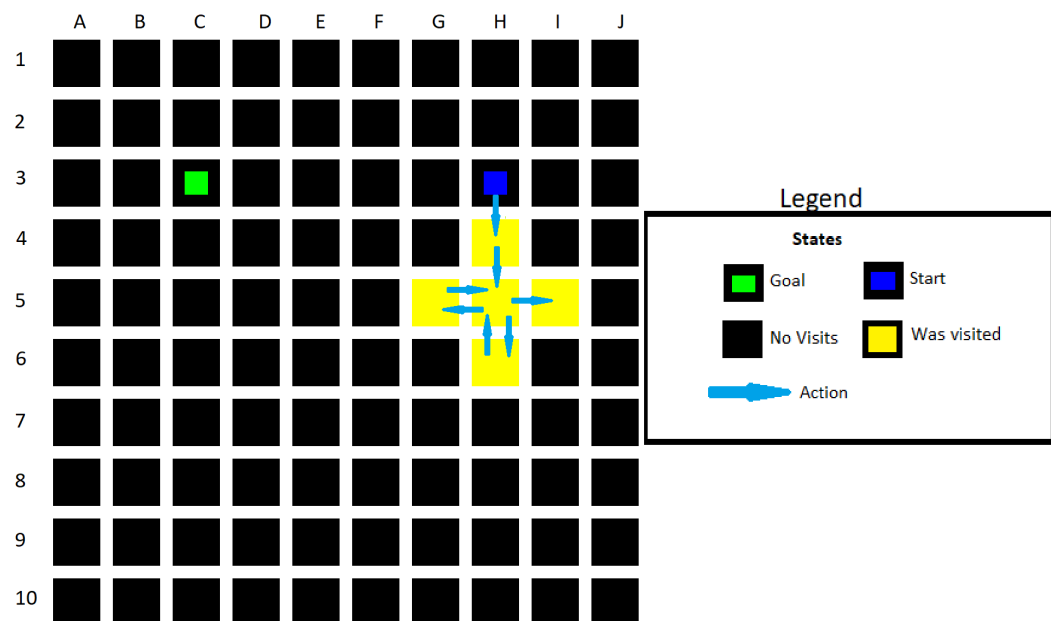 A B C D E F G H I J
1
2
3
4
5
6
7
8
9
10
Legend
States
Goal
Start
No Visits
Was visited
Action